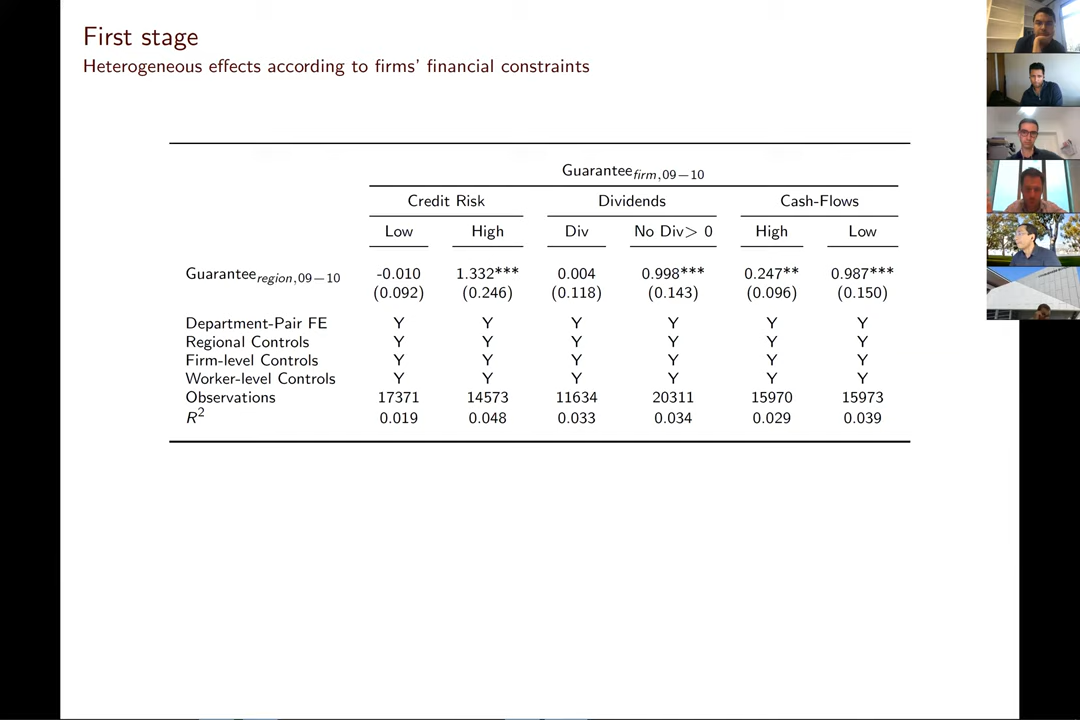 First stage
Heterogeneous effects according to firms' financial constraints
Guarantee_firm,09−10
Credit Risk Dividends Cash-Flows
Low High Div No Div> 0 High Low
Guarantee_region,09−10 -0.010 1.332*** 0.004 0.998*** 0.247** 0.987***
(0.092) (0.246) (0.118) (0.143) (0.096) (0.150)
Department-Pair FE Y Y Y Y Y Y
Regional Controls Y Y Y Y Y Y
Firm-level Controls Y Y Y Y Y Y
Worker-level Controls Y Y Y Y Y Y
Observations 17371 14573 11634 20311 15970 15973
R² 0.019 0.048 0.033 0.034 0.029 0.039